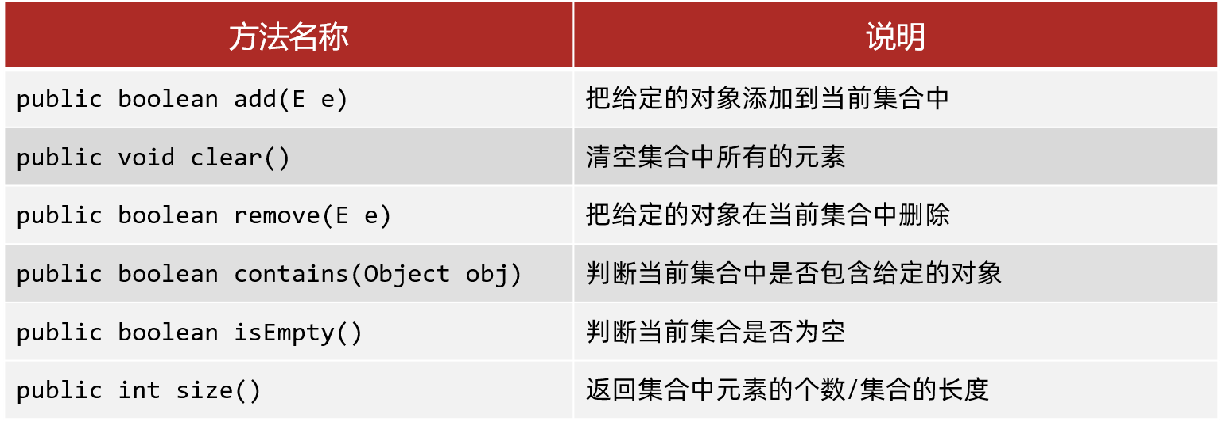 方法名称 说明
public boolean add(E e) 把给定的对象添加到当前集合中
public void clear() 清空集合中所有的元素
public boolean remove(E e) 把给定的对象在当前集合中删除
public boolean contains(Object obj) 判断当前集合中是否包含给定的对象
public boolean isEmpty() 判断当前集合是否为空
public int size() 返回集合中元素的个数/集合的长度